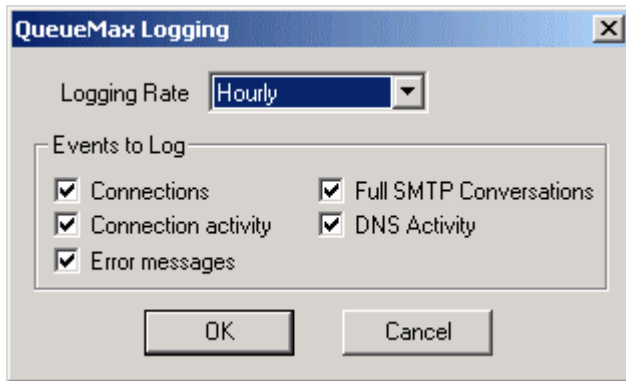 QueueMax Logging
Logging Rate Hourly
Events to Log
Connections Full SMTP Conversations
Connection activity DNS Activity
Error messages
OK Cancel